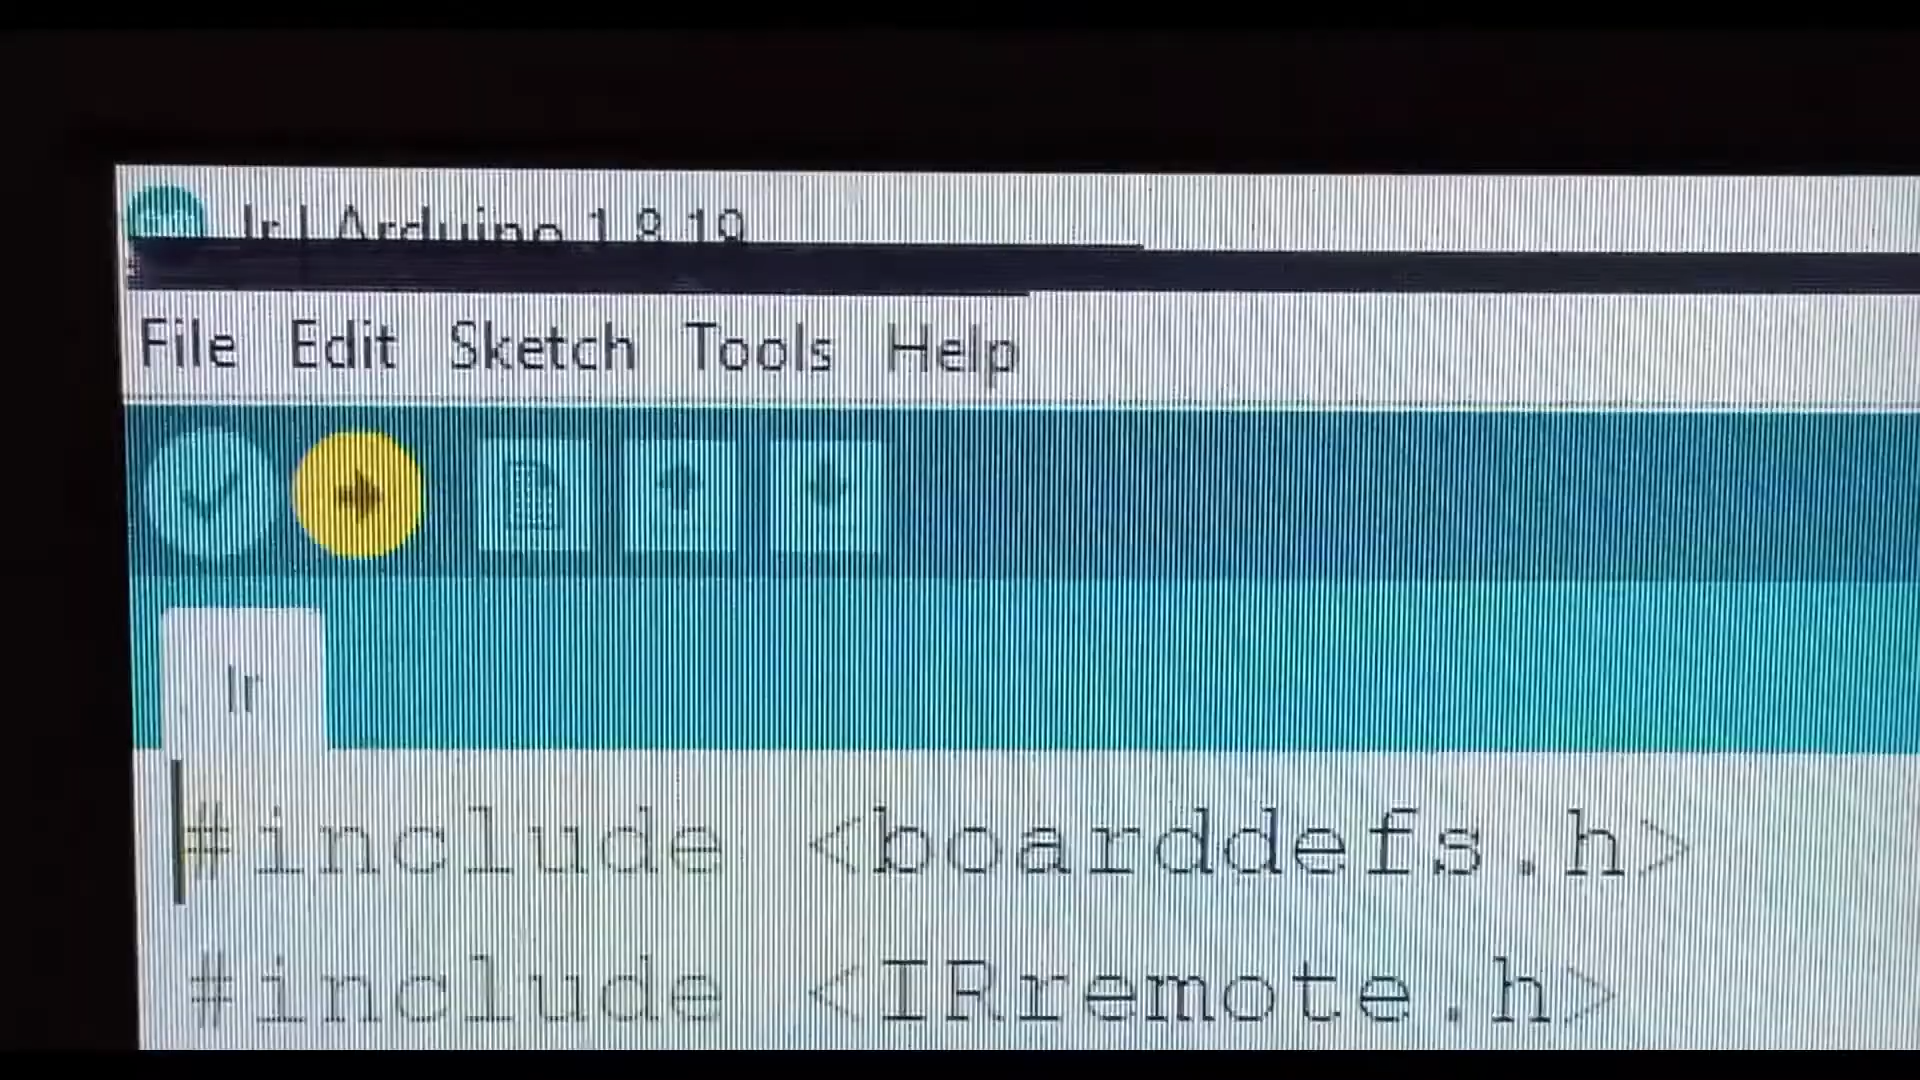 Ir | Arduino 1.8.19
File Edit Sketch Tools Help
Ir
#include <boarddefs.h>
#include <IRremote.h>